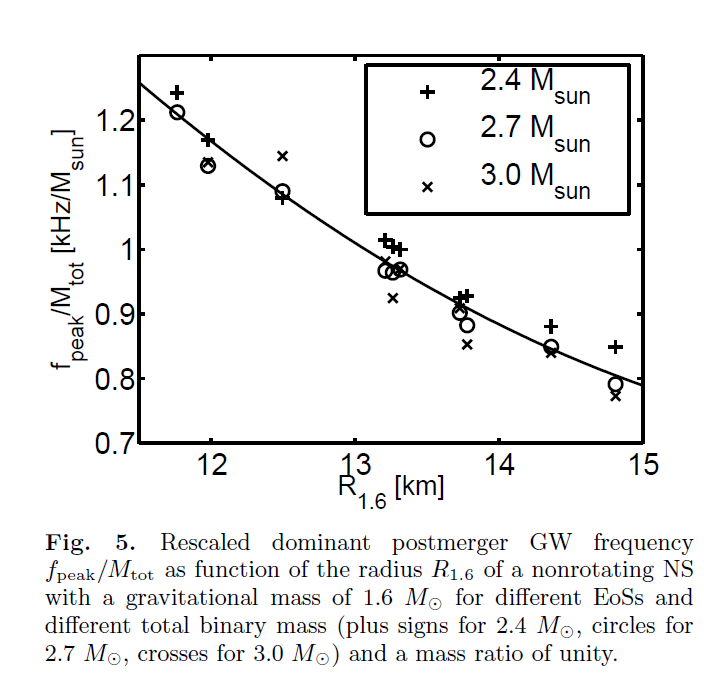 2.4 M_sun
2.7 M_sun
3.0 M_sun
f_peak/M_tot [kHz/M_sun]
1.2
1.1
1
0.9
0.8
0.7
12
13
14
15
R_1.6 [km]
Fig. 5. Rescaled dominant postmerger GW frequency
f_peak/M_tot as function of the radius R_1.6 of a nonrotating NS
with a gravitational mass of 1.6 M_⊙ for different EoSs and
different total binary mass (plus signs for 2.4 M_⊙, circles for
2.7 M_⊙, crosses for 3.0 M_⊙) and a mass ratio of unity.